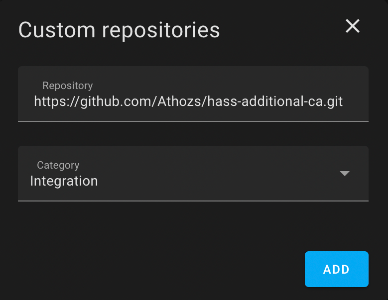 Custom repositories
Repository
https://github.com/Athozs/hass-additional-ca.git
Category
Integration
ADD